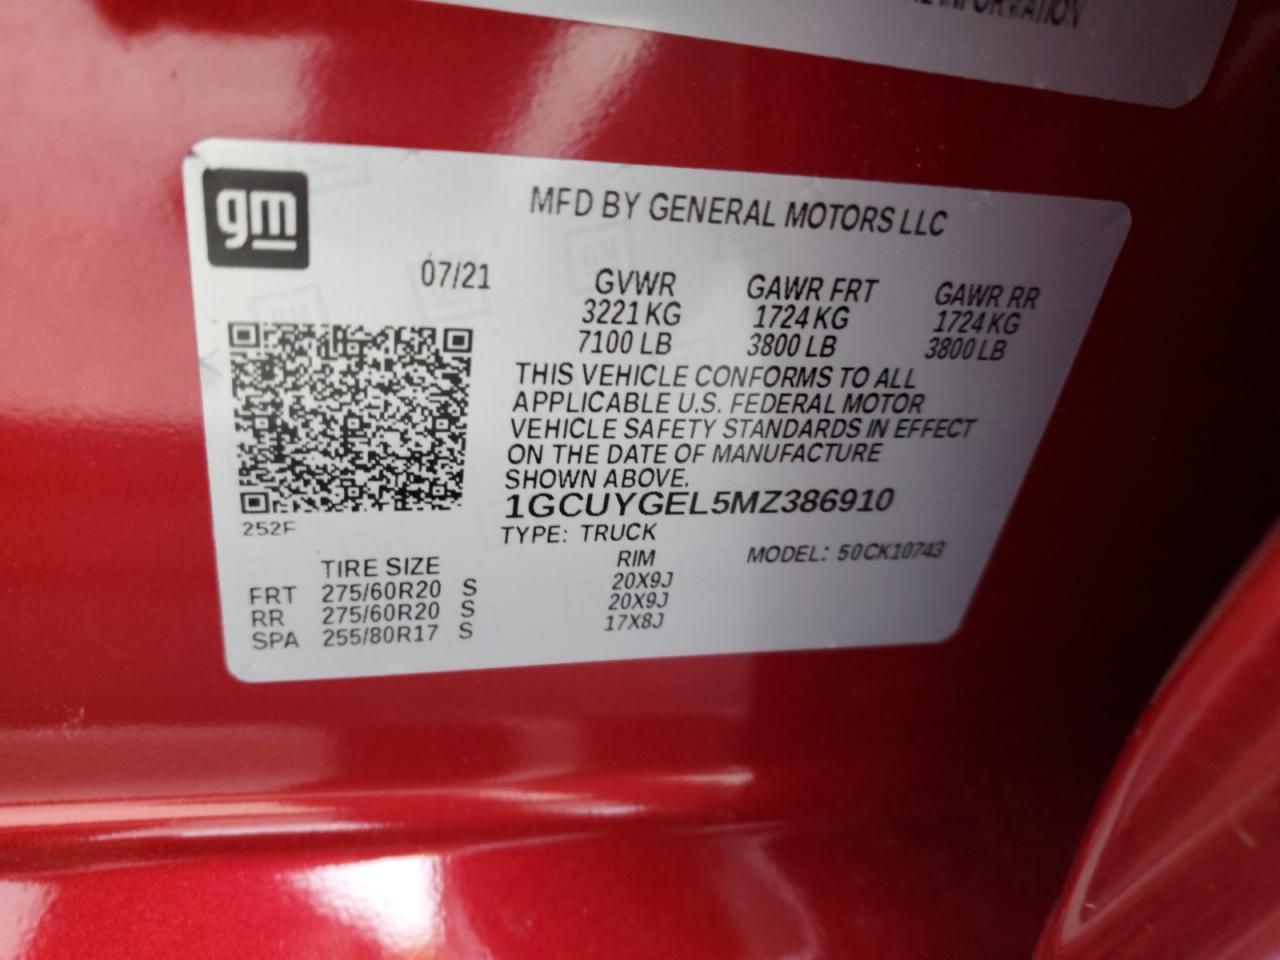 INFORMATION
gm
MFD BY GENERAL MOTORS LLC
07/21
GVWR GAWR FRT GAWR RR
3221 KG 1724 KG 1724 KG
7100 LB 3800 LB 3800 LB
THIS VEHICLE CONFORMS TO ALL
APPLICABLE U.S. FEDERAL MOTOR
VEHICLE SAFETY STANDARDS IN EFFECT
ON THE DATE OF MANUFACTURE
SHOWN ABOVE.
1GCUYGEL5MZ386910
252F
TYPE: TRUCK
MODEL: 50CK10743
TIRE SIZE RIM
FRT 275/60R20 S 20X9J
RR 275/60R20 S 20X9J
SPA 255/80R17 S 17X8J